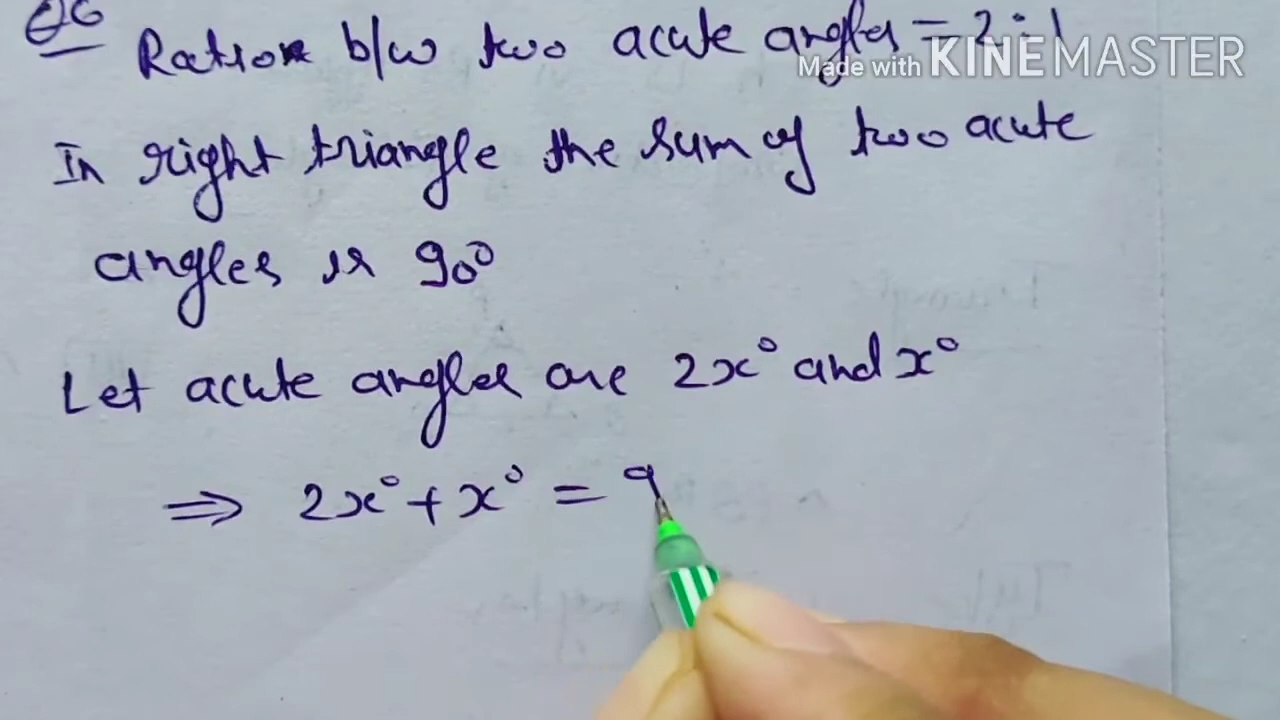 Q6
Ratio b/w two acute angles = 2:1
Made with KINEMASTER
In right triangle the sum of two acute
angles is 90°
Let acute angles are 2x° and x°
⇒ 2x° + x° = 9